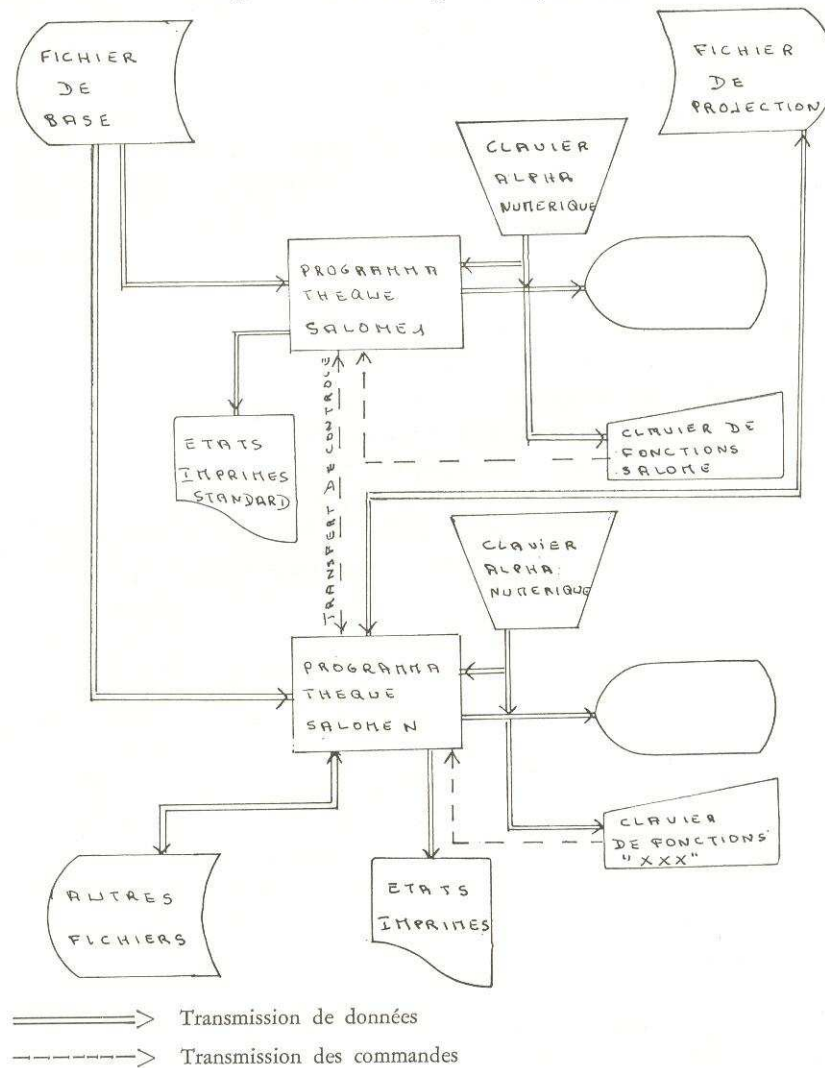 FICHIER
DE
BASE
FICHIER
DE
PROJECTION
CLAVIER
ALPHA
NUMERIQUE
PROGRAMMA
THEQUE
SALOME1
TRANSFERT A CONTROLE
ETATS
IMPRIMES
STANDARD
CLAVIER DE
FONCTIONS
SALOME
CLAVIER
ALPHA.
NUMERIQUE
PROGRAMMA
THEQUE
SALOME N
CLAVIER
DE FONCTIONS
"XXX"
AUTRES
FICHIERS
ETATS
IMPRIMES
Transmission de données
Transmission des commandes